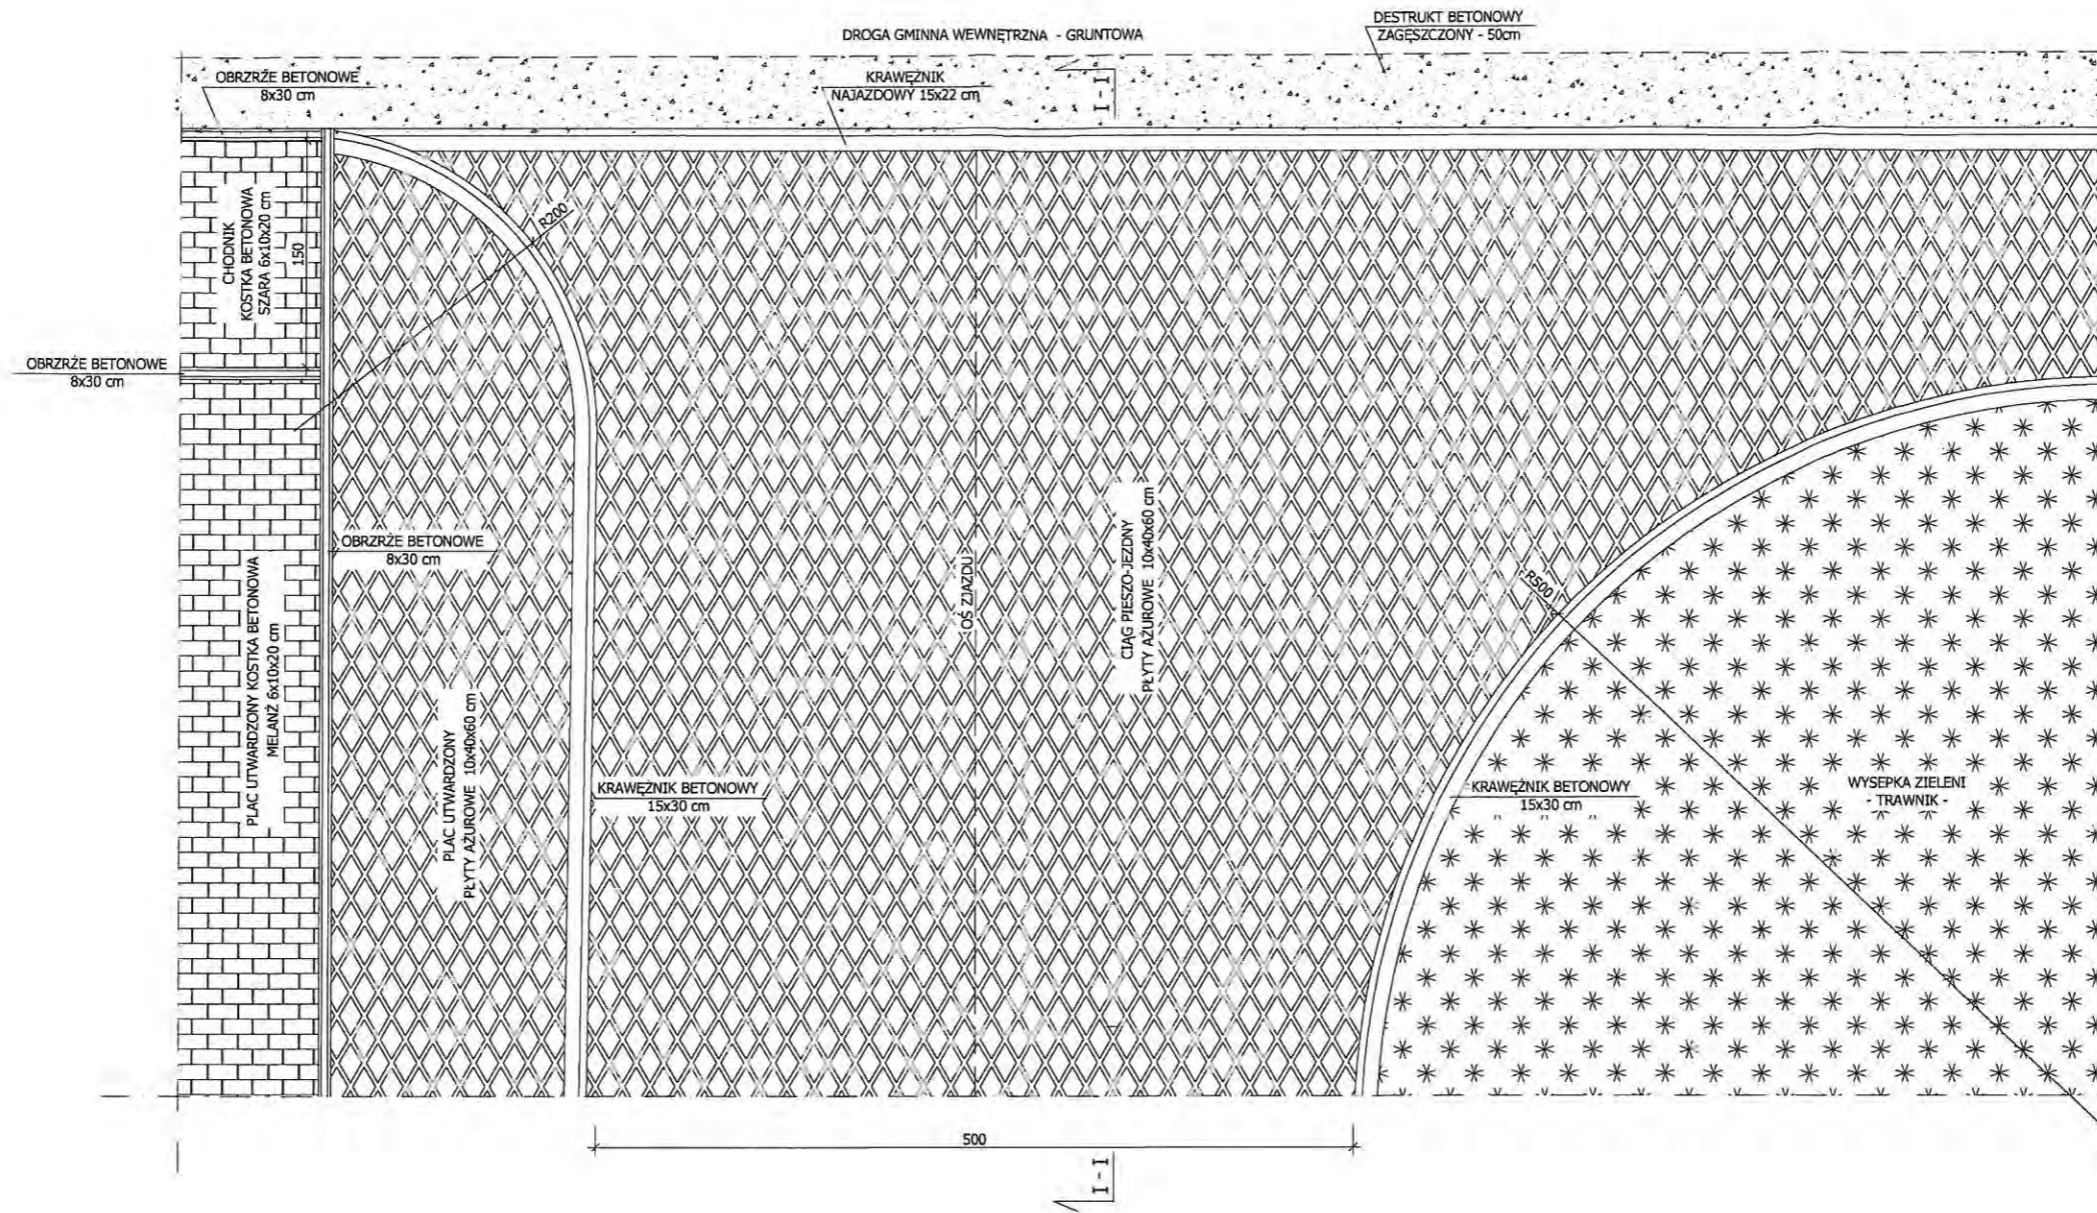 DROGA GMINNA WEWNĘTRZNA - GRUNTOWA
DESTRUKT BETONOWY
ZAGĘSZCZONY - 50cm
OBRZRŻE BETONOWE
8x30 cm
KRAWĘŻNIK
NAJAZDOWY 15x22 cm
I - I
CHODNIK
KOSTKA BETONOWA
SZARA 6x10x20 cm
150
R200
OBRZRŻE BETONOWE
8x30 cm
OBRZRŻE BETONOWE
8x30 cm
PLAC UTWARDZONY KOSTKA BETONOWA
MELANŻ 6x10x20 cm
PLAC UTWARDZONY
PŁYTY AŻUROWE 10x40x60 cm
KRAWĘŻNIK BETONOWY
15x30 cm
OŚ ZJAZDU
CIĄG PIESZO-JEZDNY
PŁYTY AŻUROWE 10x40x60 cm
R500
KRAWĘŻNIK BETONOWY
15x30 cm
WYSEPKA ZIELENI
- TRAWNIK -
500
I - I